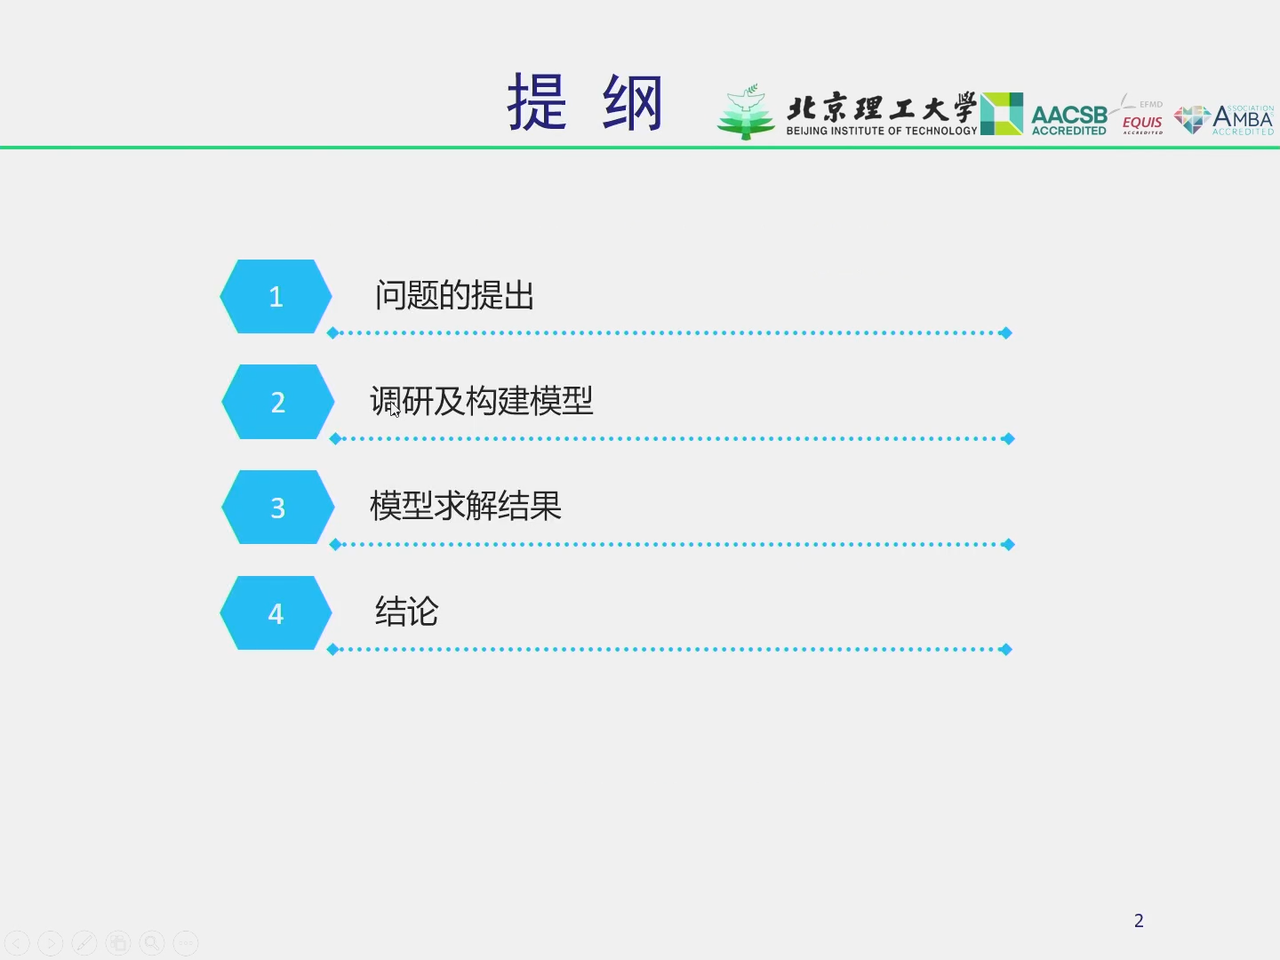 提 纲
北京理工大学
BEIJING INSTITUTE OF TECHNOLOGY
AACSB
ACCREDITED
EFMD
EQUIS
ACCREDITED
ASSOCIATION
AMBA
ACCREDITED
1 问题的提出
2 调研及构建模型
3 模型求解结果
4 结论
2